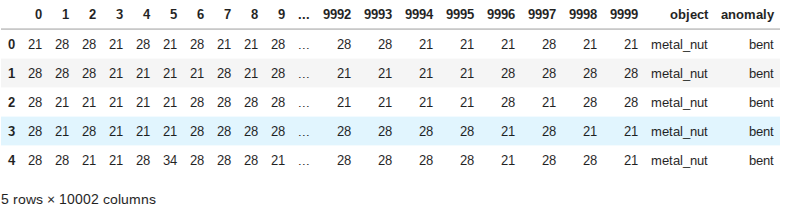 0 1 2 3 4 5 6 7 8 9 ... 9992 9993 9994 9995 9996 9997 9998 9999 object anomaly
0 21 28 28 21 28 21 28 21 21 28 ... 28 28 21 21 21 28 21 21 metal_nut bent
1 28 28 28 21 21 21 21 28 21 28 ... 21 21 21 21 28 28 28 28 metal_nut bent
2 28 21 21 21 21 21 28 28 28 28 ... 21 21 21 21 28 21 28 28 metal_nut bent
3 28 21 28 21 21 21 28 28 28 28 ... 28 28 28 28 21 28 21 21 metal_nut bent
4 28 28 21 21 28 34 28 28 28 21 ... 28 28 28 28 21 28 28 21 metal_nut bent
5 rows × 10002 columns